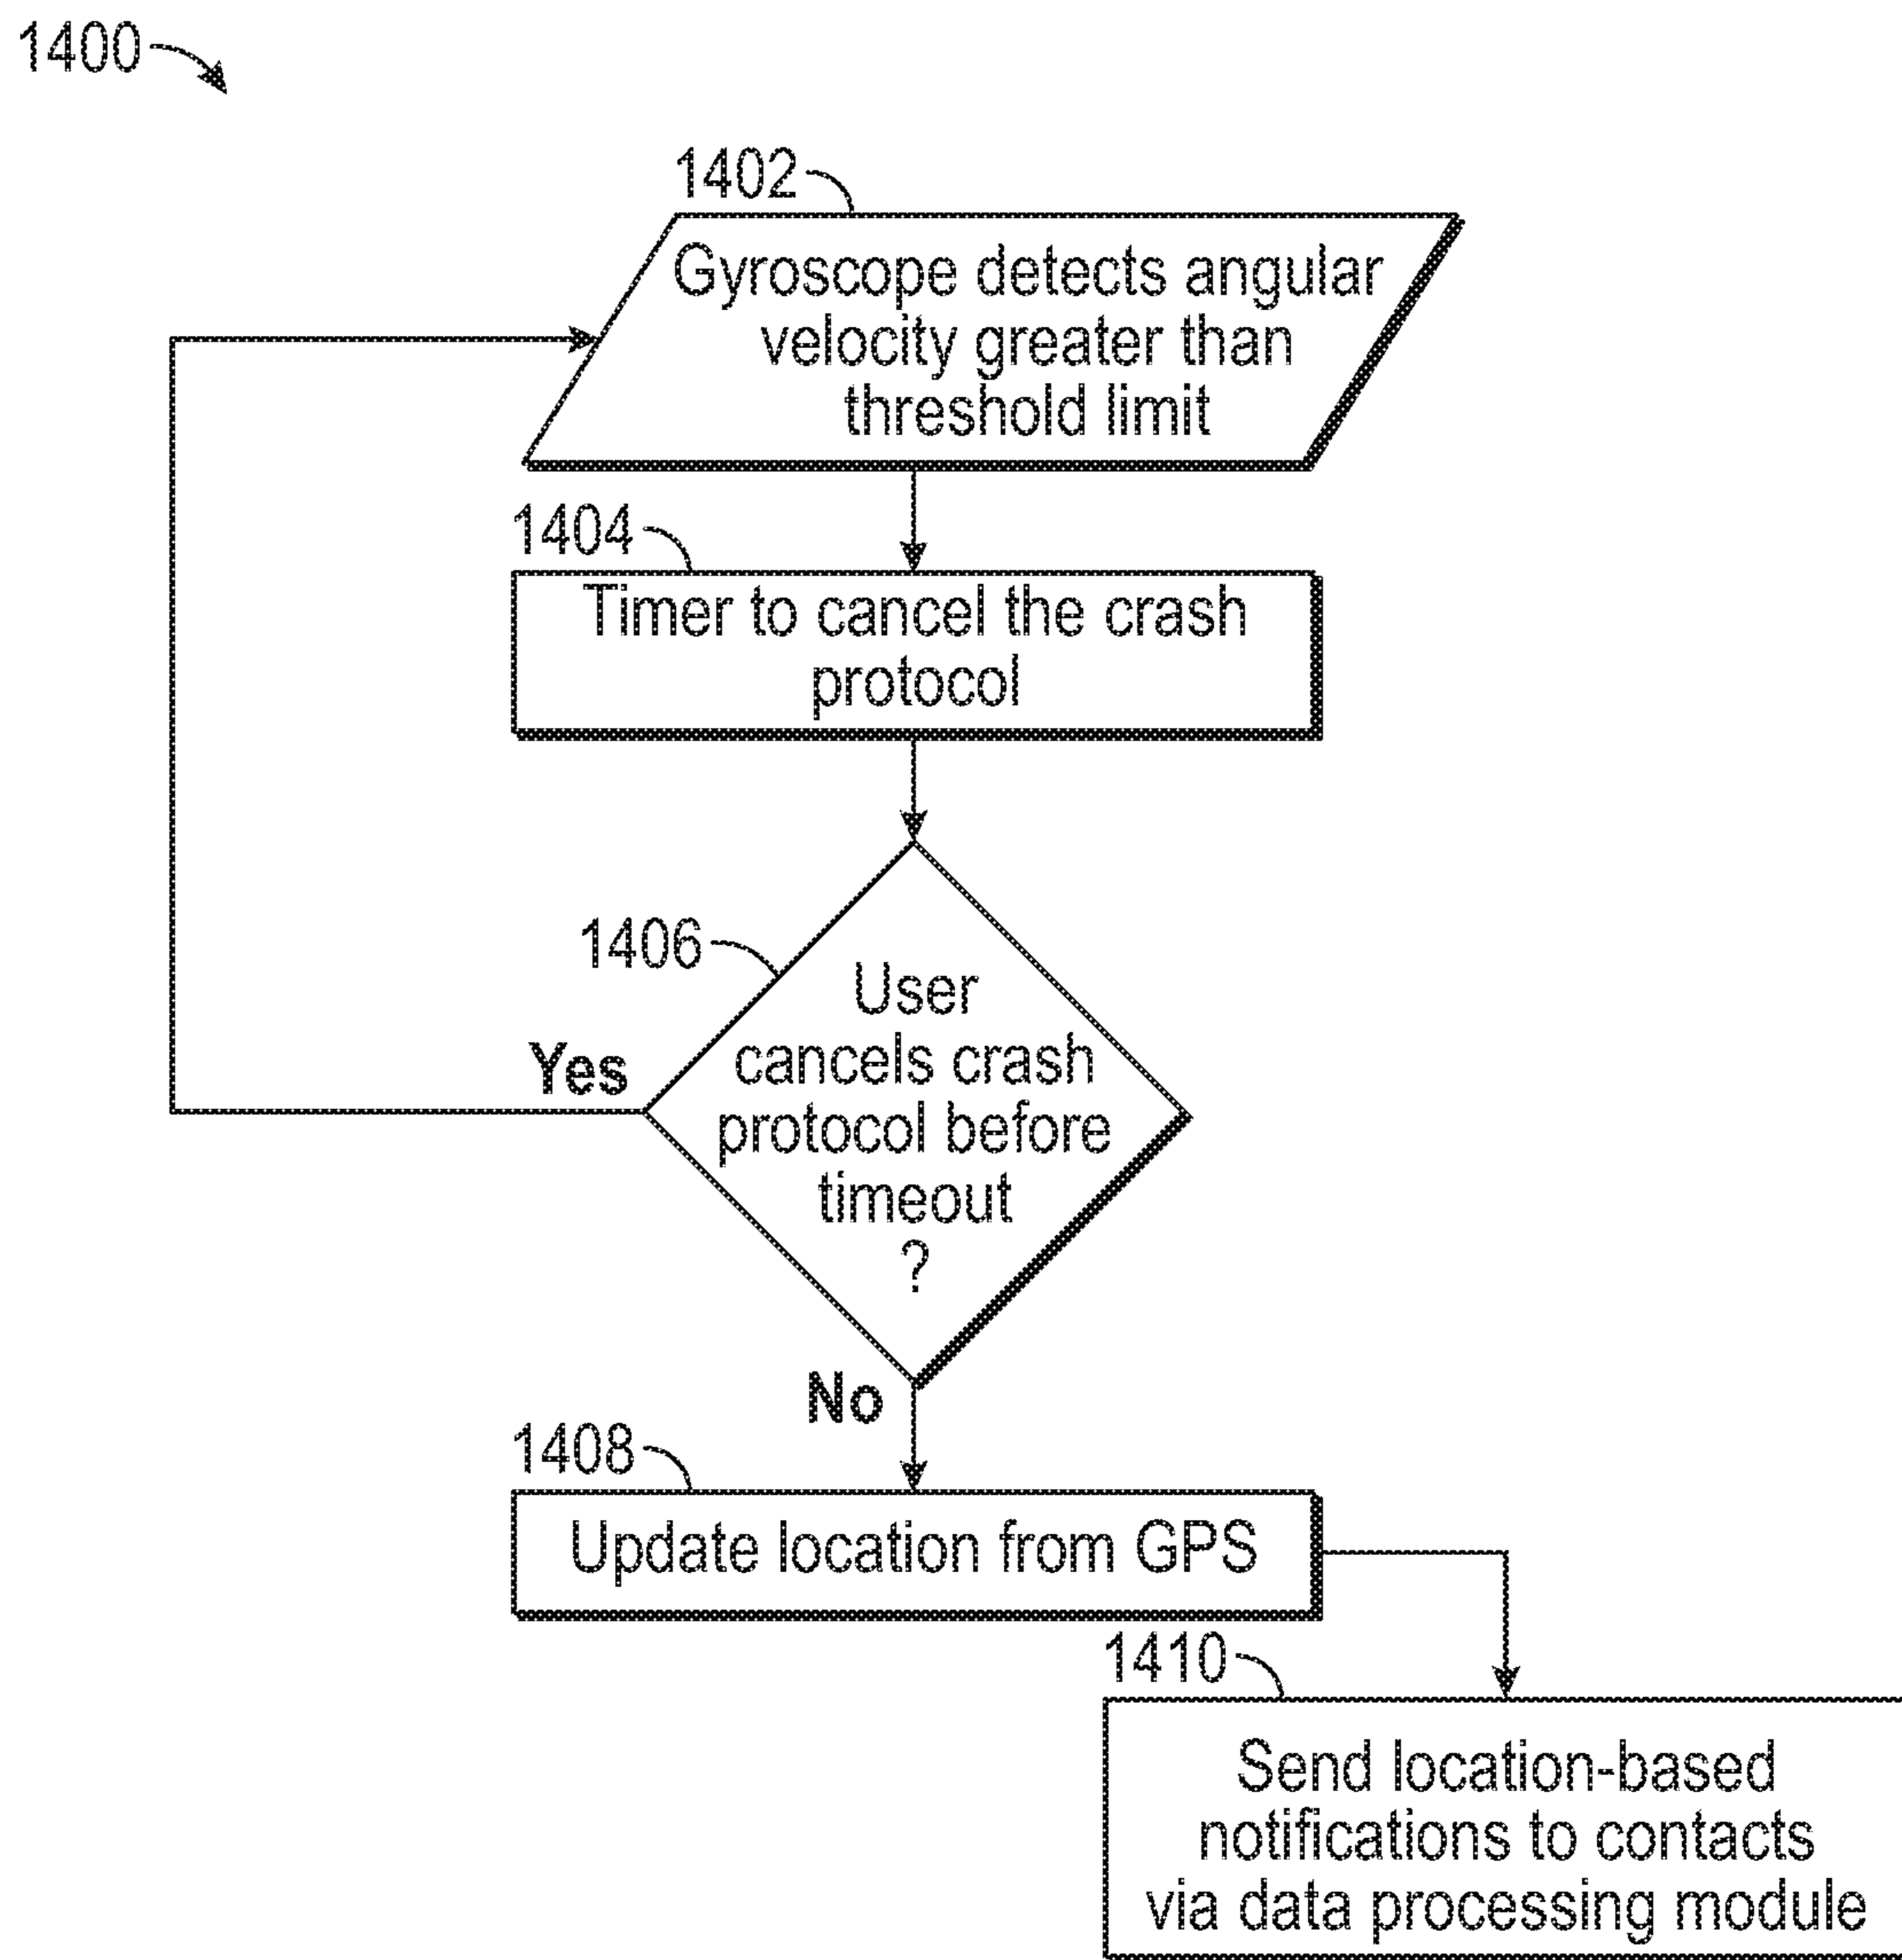 1400
1402
Gyroscope detects angular
velocity greater than
threshold limit
1404
Timer to cancel the crash
protocol
1406
User
cancels crash
protocol before
timeout
?
Yes
No
1408
Update location from GPS
1410
Send location-based
notifications to contacts
via data processing module